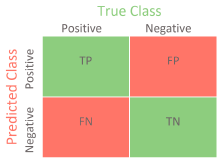 True Class
Positive Negative
Predicted Class
Positive
TP FP
Negative
FN TN